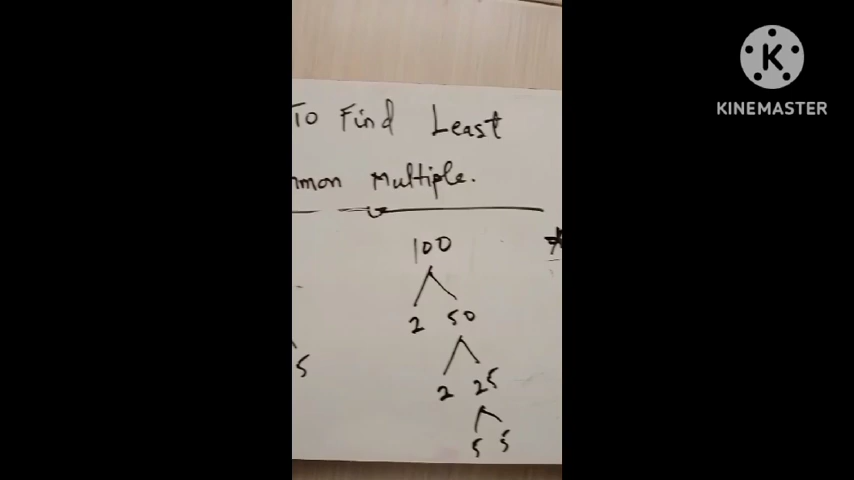 To Find Least
mmon Multiple.
100
2 50
5
2 25
5 5
K
KINEMASTER